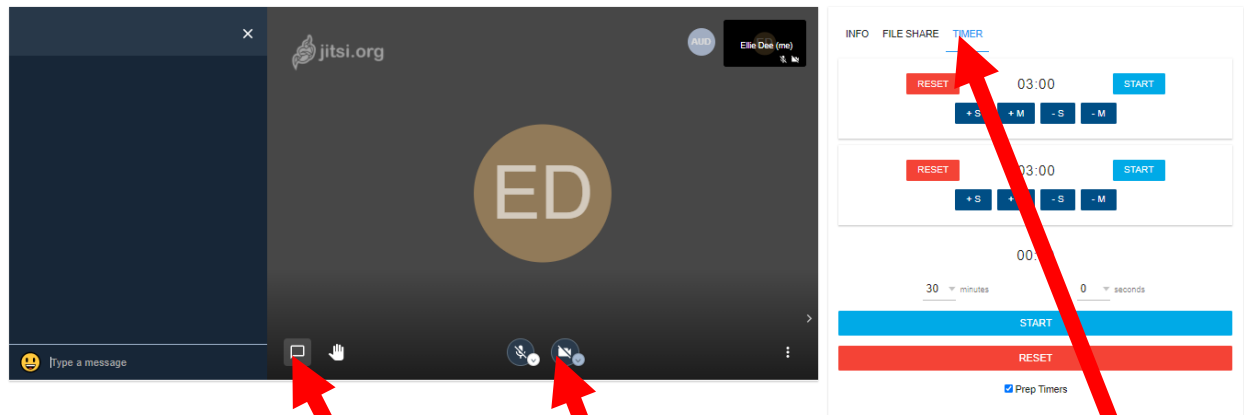 jitsi.org
AUD
Ellie Dee (me)
ED
Type a message
INFO FILE SHARE TIMER
RESET 03:00 START
+ S + M - S - M
RESET 03:00 START
+ S - S - M
30 minutes 0 seconds
START
RESET
Prep Timers